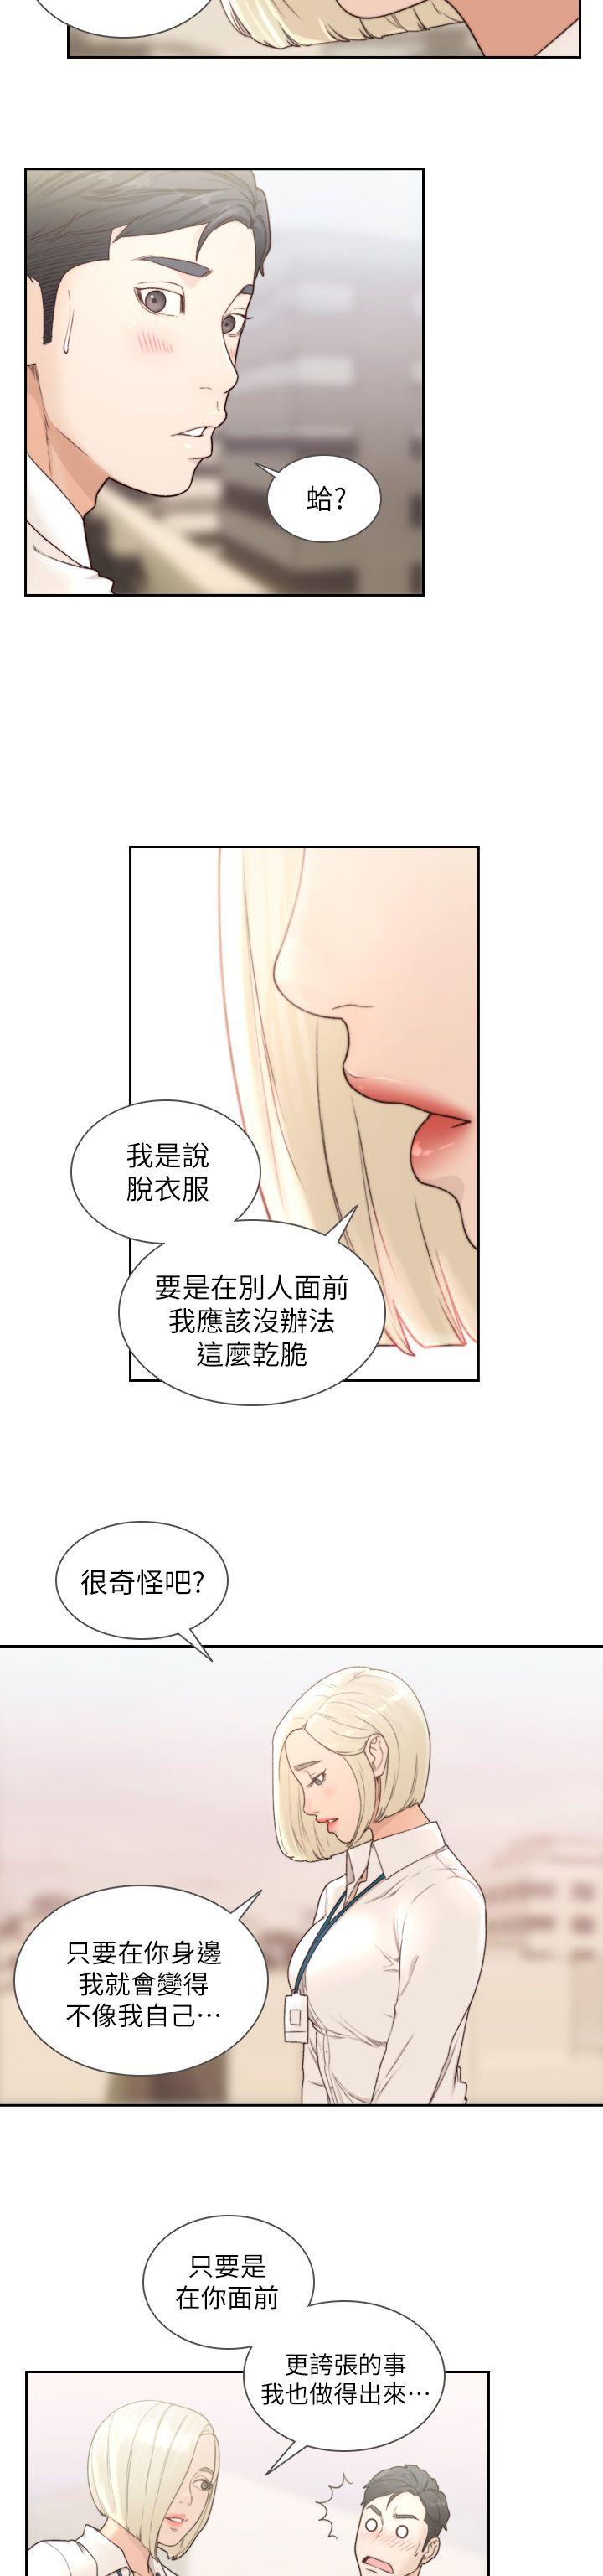 蛤?
我是說
脫衣服
要是在別人面前
我應該沒辦法
這麼乾脆
很奇怪吧?
只要在你身邊
我就會變得
不像我自己⋯
只要是
在你面前
更誇張的事
我也做得出來⋯